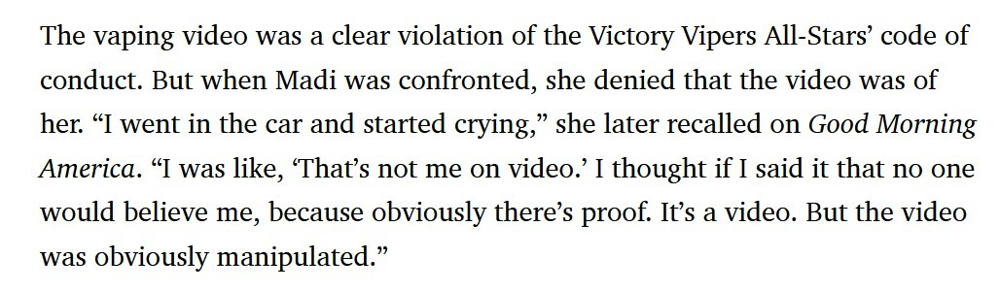 The vaping video was a clear violation of the Victory Vipers All-Stars’ code of
conduct. But when Madi was confronted, she denied that the video was of
her. “I went in the car and started crying,” she later recalled on Good Morning
America. “I was like, ‘That’s not me on video.’ I thought if I said it that no one
would believe me, because obviously there’s proof. It’s a video. But the video
was obviously manipulated.”